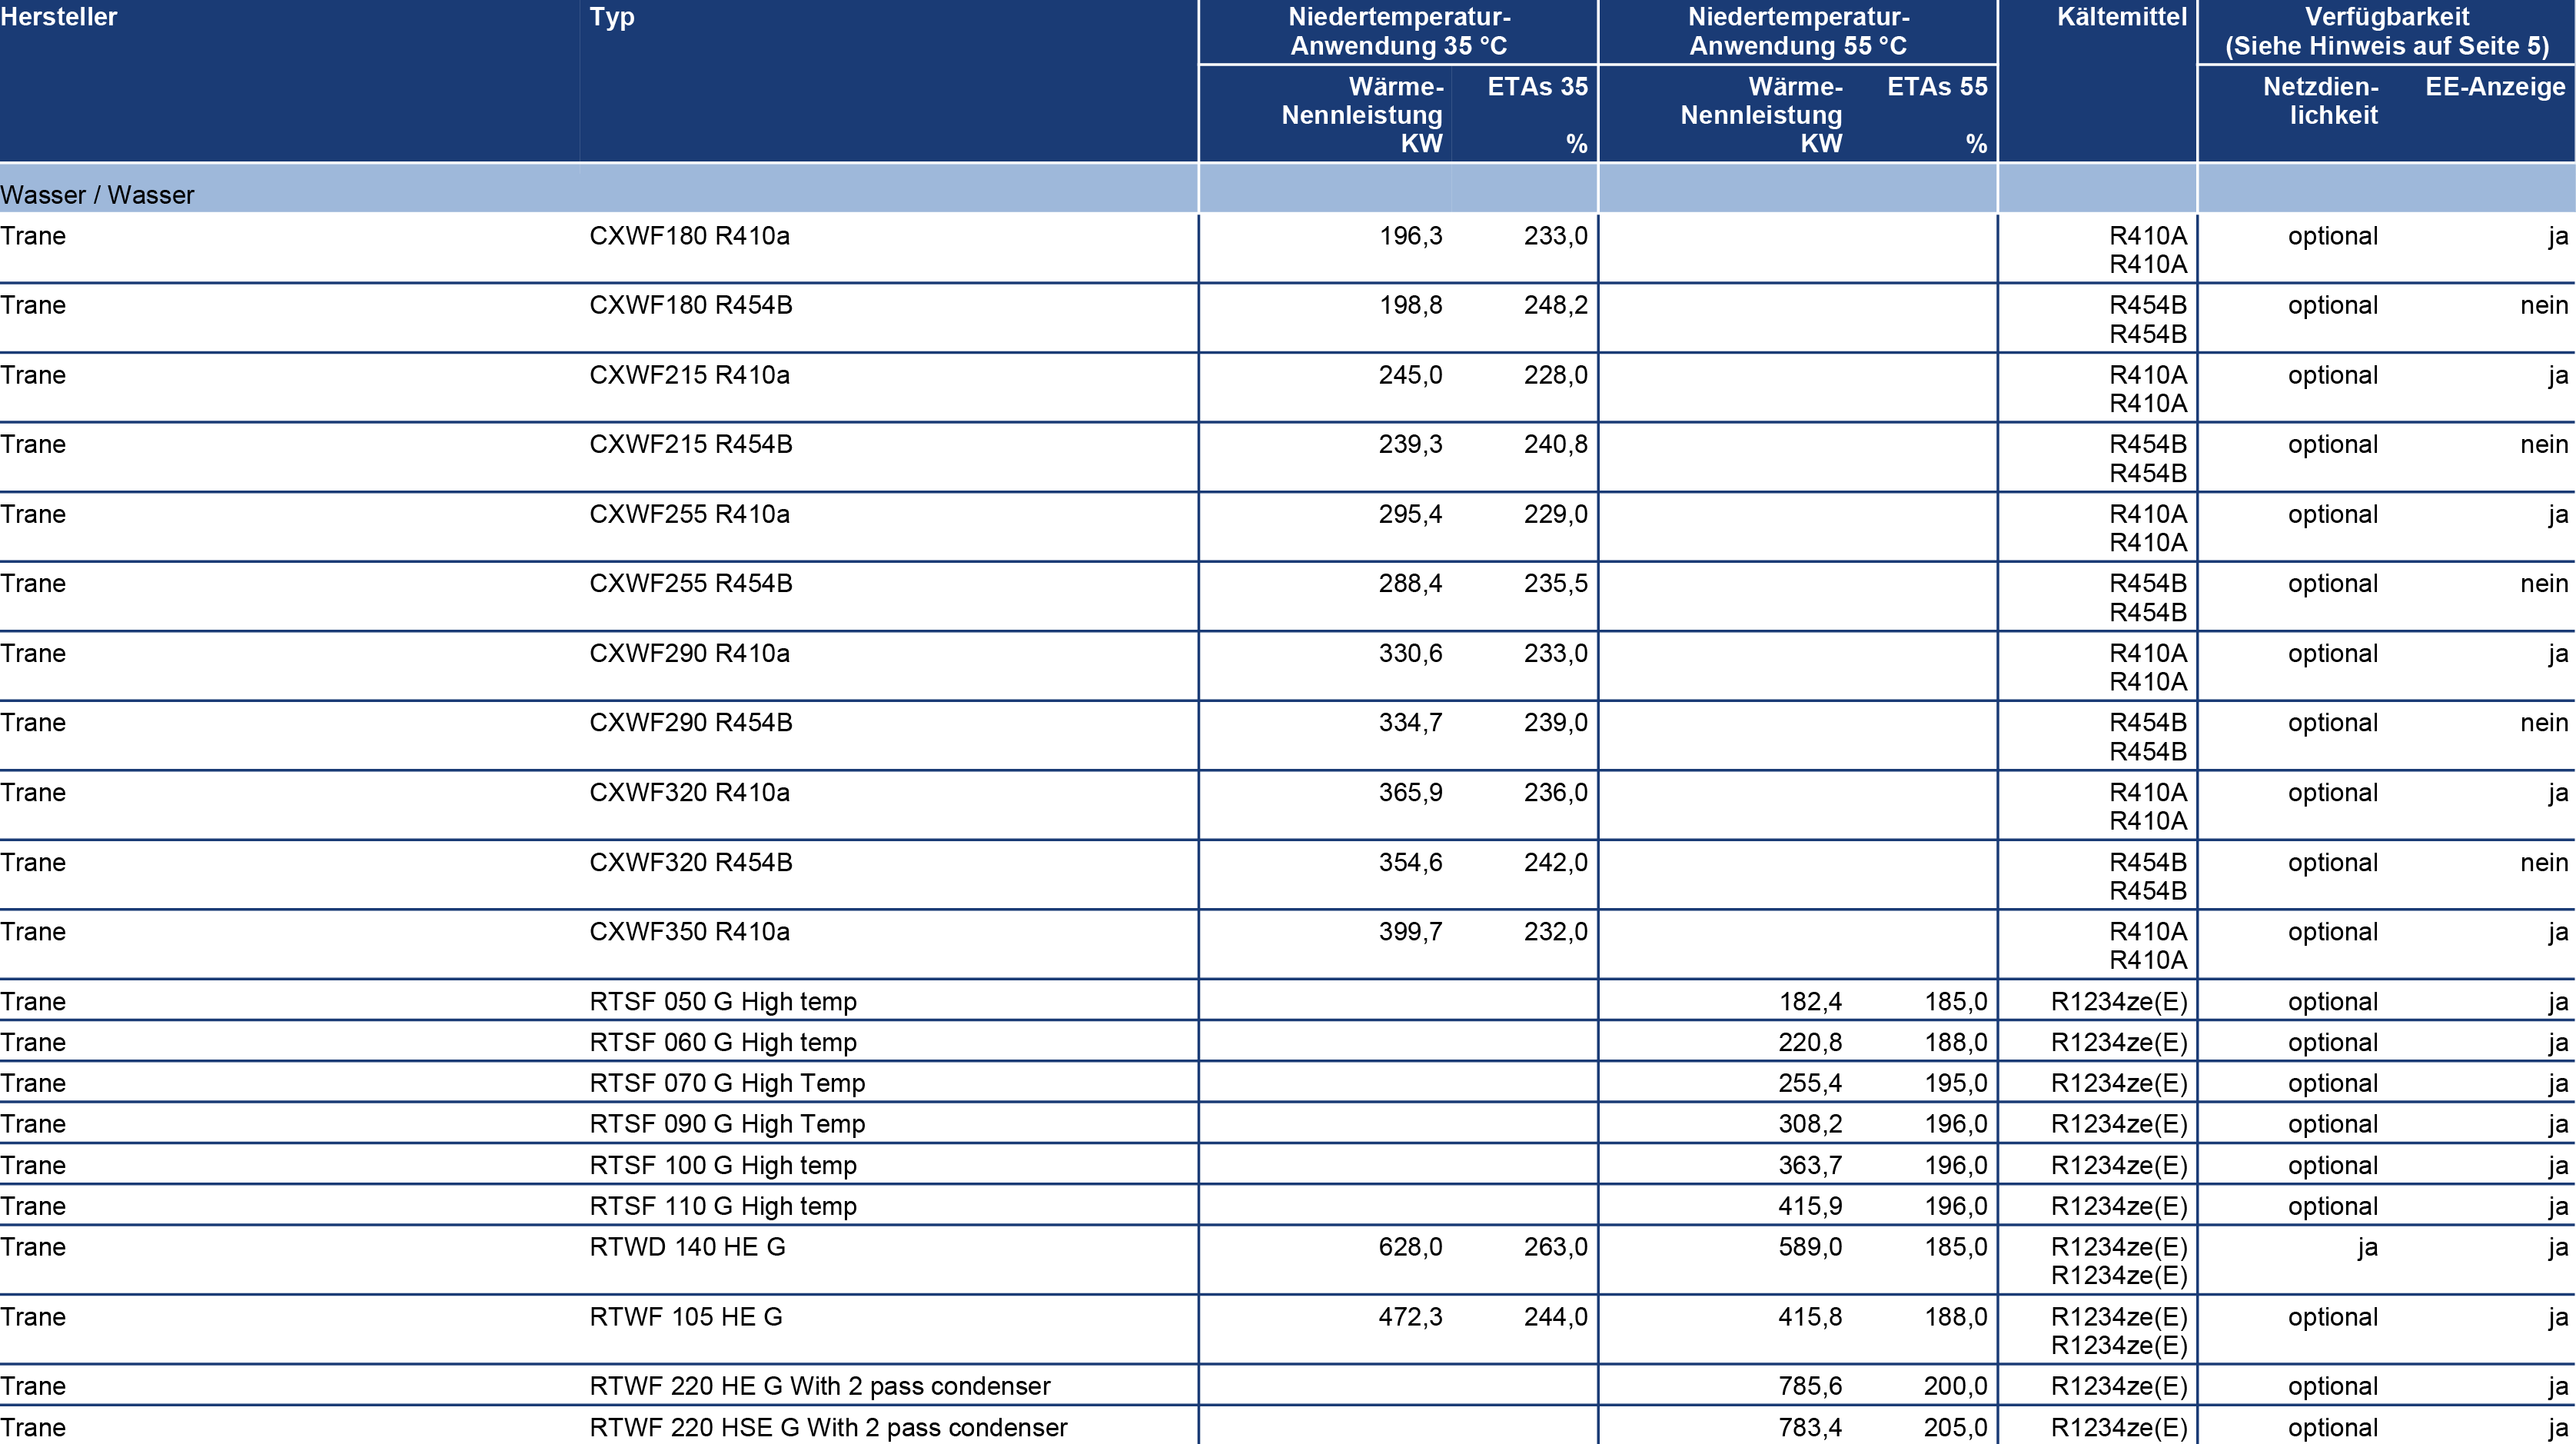 Hersteller Typ Niedertemperatur- Niedertemperatur- Kältemittel Verfügbarkeit
Anwendung 35 °C Anwendung 55 °C (Siehe Hinweis auf Seite 5)
Wärme- ETAs 35 Wärme- ETAs 55 Netzdien- EE-Anzeige
Nennleistung Nennleistung lichkeit
KW % KW %
Wasser / Wasser
Trane CXWF180 R410a 196,3 233,0 R410A optional ja
R410A
Trane CXWF180 R454B 198,8 248,2 R454B optional nein
R454B
Trane CXWF215 R410a 245,0 228,0 R410A optional ja
R410A
Trane CXWF215 R454B 239,3 240,8 R454B optional nein
R454B
Trane CXWF255 R410a 295,4 229,0 R410A optional ja
R410A
Trane CXWF255 R454B 288,4 235,5 R454B optional nein
R454B
Trane CXWF290 R410a 330,6 233,0 R410A optional ja
R410A
Trane CXWF290 R454B 334,7 239,0 R454B optional nein
R454B
Trane CXWF320 R410a 365,9 236,0 R410A optional ja
R410A
Trane CXWF320 R454B 354,6 242,0 R454B optional nein
R454B
Trane CXWF350 R410a 399,7 232,0 R410A optional ja
R410A
Trane RTSF 050 G High temp 182,4 185,0 R1234ze(E) optional ja
Trane RTSF 060 G High temp 220,8 188,0 R1234ze(E) optional ja
Trane RTSF 070 G High Temp 255,4 195,0 R1234ze(E) optional ja
Trane RTSF 090 G High Temp 308,2 196,0 R1234ze(E) optional ja
Trane RTSF 100 G High temp 363,7 196,0 R1234ze(E) optional ja
Trane RTSF 110 G High temp 415,9 196,0 R1234ze(E) optional ja
Trane RTWD 140 HE G 628,0 263,0 589,0 185,0 R1234ze(E) ja ja
R1234ze(E)
Trane RTWF 105 HE G 472,3 244,0 415,8 188,0 R1234ze(E) optional ja
R1234ze(E)
Trane RTWF 220 HE G With 2 pass condenser 785,6 200,0 R1234ze(E) optional ja
Trane RTWF 220 HSE G With 2 pass condenser 783,4 205,0 R1234ze(E) optional ja